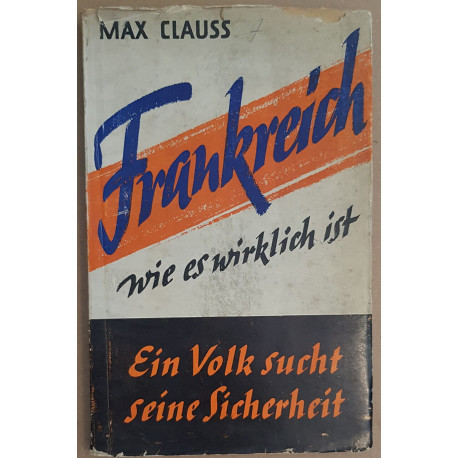 MAX CLAUSS
Frankreich
wie es wirklich ist
Ein Volk sucht
seine Sicherheit